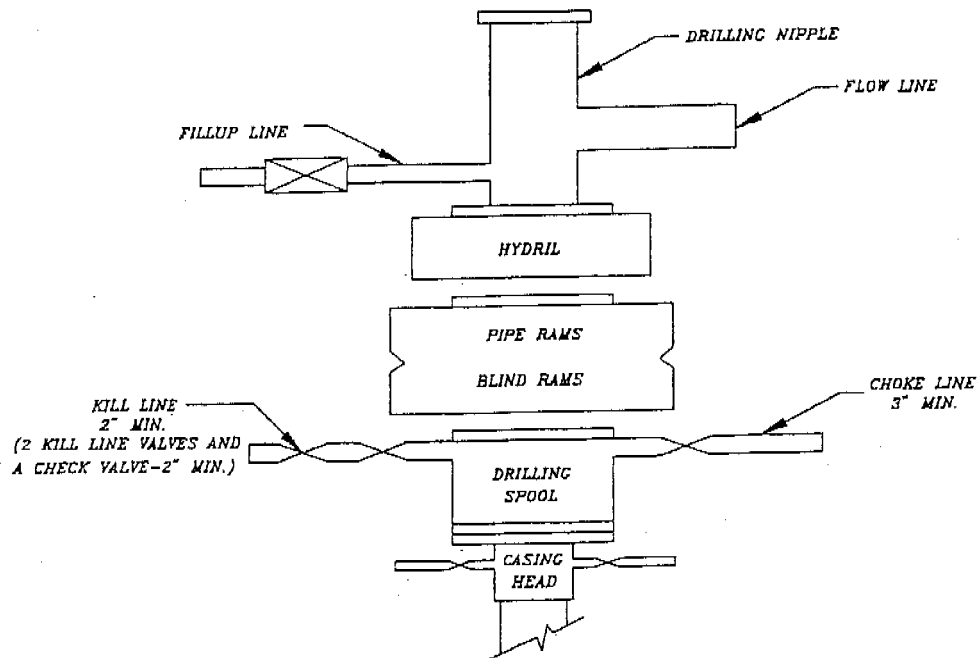 DRILLING NIPPLE
FLOW LINE
FILLUP LINE
HYDRIL
PIPE RAMS
BLIND RAMS
CHOKE LINE
3" MIN.
KILL LINE
2" MIN.
(2 KILL LINE VALVES AND
A CHECK VALVE-2" MIN.)
DRILLING
SPOOL
CASING
HEAD